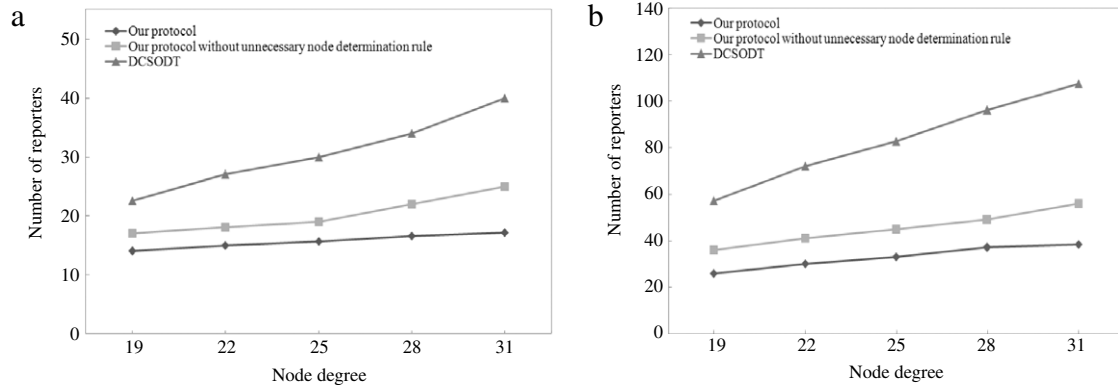 a
Our protocol
Our protocol without unnecessary node determination rule
DCSODT
50
40
30
20
10
0
Number of reporters
19 22 25 28 31
Node degree
b
Our protocol
Our protocol without unnecessary node determination rule
DCSODT
140
120
100
80
60
40
20
0
Number of reporters
19 22 25 28 31
Node degree